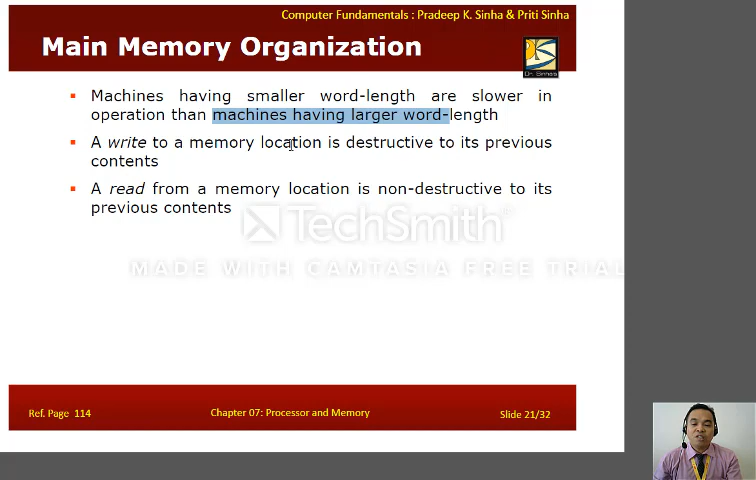 Computer Fundamentals : Pradeep K. Sinha & Priti Sinha
Main Memory Organization
Dr. Sinha's
Machines having smaller word-length are slower in
operation than machines having larger word-length
A write to a memory location is destructive to its previous
contents
A read from a memory location is non-destructive to its
previous contents
TechSmith
MADE WITH CAMTASIA FREE TRIAL
Ref. Page 114
Chapter 07: Processor and Memory
Slide 21/32